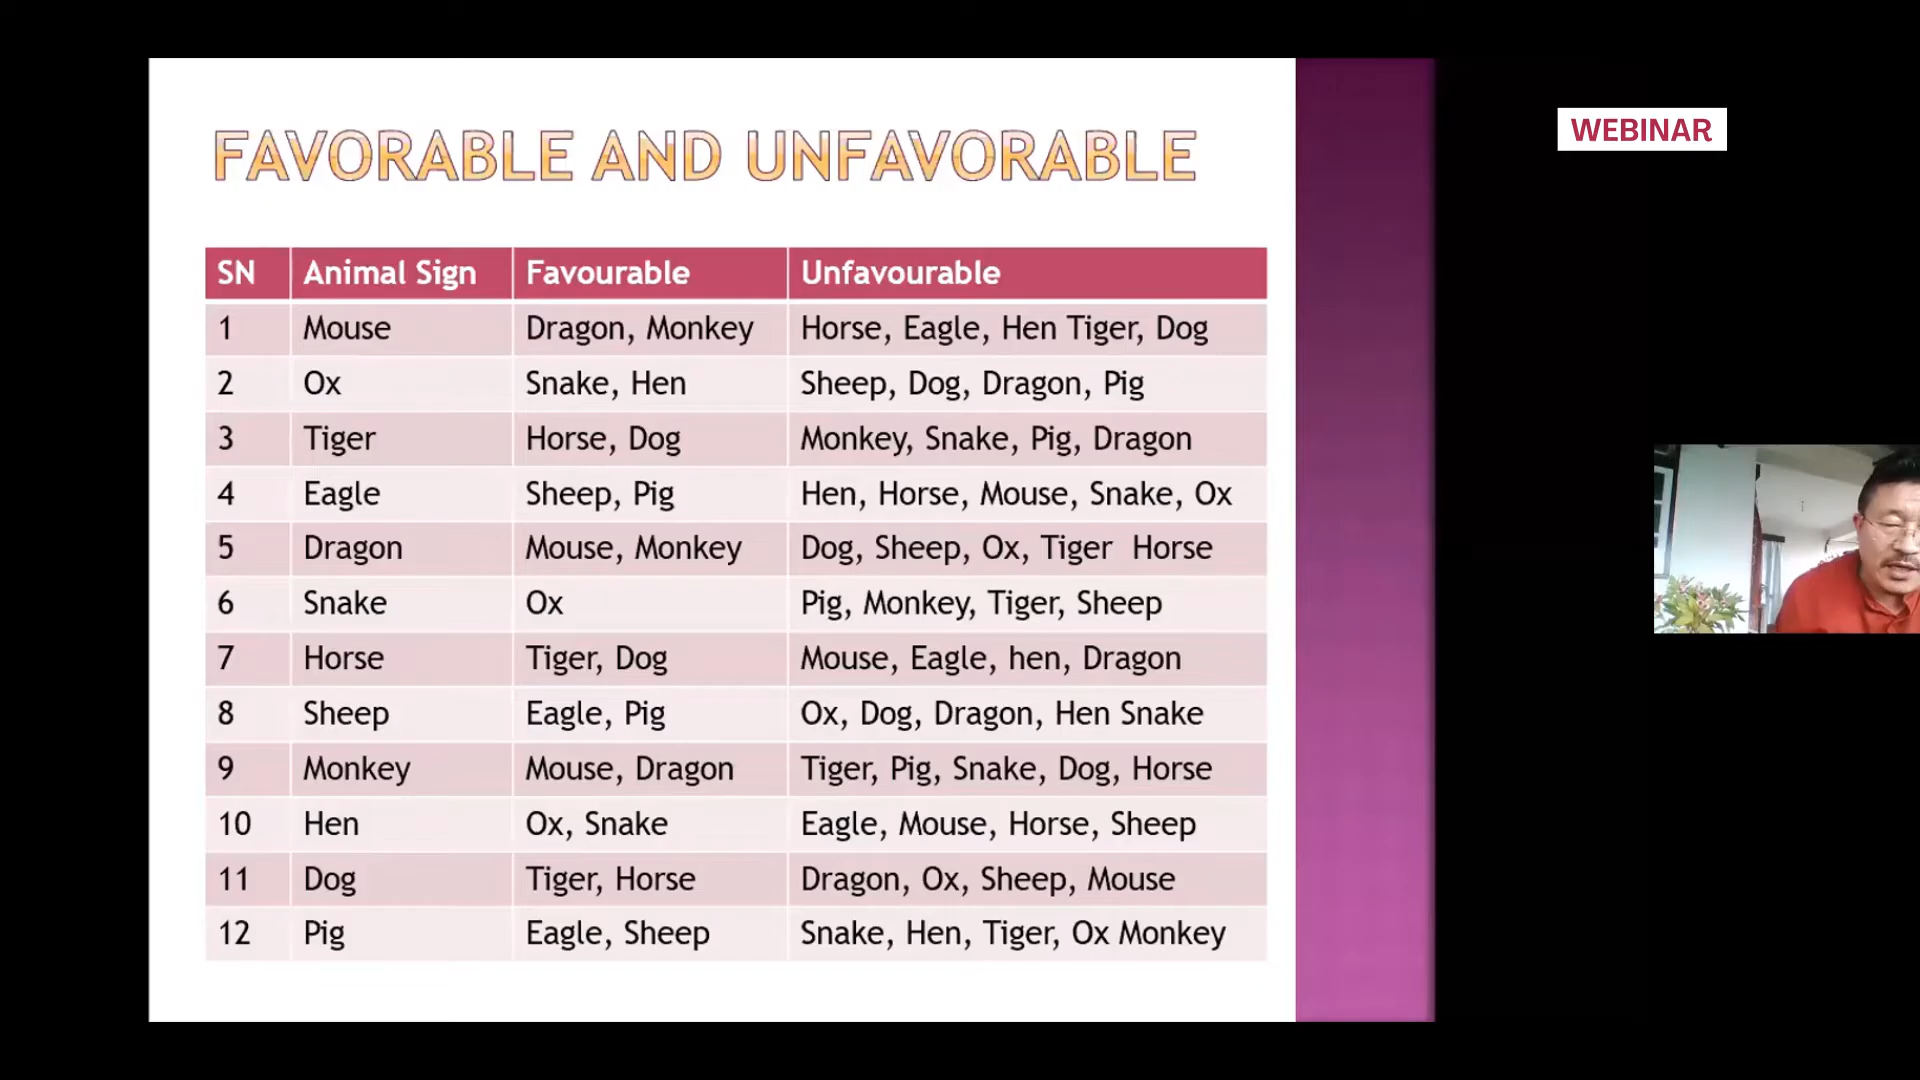 FAVORABLE AND UNFAVORABLE
WEBINAR
SN Animal Sign Favourable Unfavourable
1 Mouse Dragon, Monkey Horse, Eagle, Hen Tiger, Dog
2 Ox Snake, Hen Sheep, Dog, Dragon, Pig
3 Tiger Horse, Dog Monkey, Snake, Pig, Dragon
4 Eagle Sheep, Pig Hen, Horse, Mouse, Snake, Ox
5 Dragon Mouse, Monkey Dog, Sheep, Ox, Tiger Horse
6 Snake Ox Pig, Monkey, Tiger, Sheep
7 Horse Tiger, Dog Mouse, Eagle, hen, Dragon
8 Sheep Eagle, Pig Ox, Dog, Dragon, Hen Snake
9 Monkey Mouse, Dragon Tiger, Pig, Snake, Dog, Horse
10 Hen Ox, Snake Eagle, Mouse, Horse, Sheep
11 Dog Tiger, Horse Dragon, Ox, Sheep, Mouse
12 Pig Eagle, Sheep Snake, Hen, Tiger, Ox Monkey